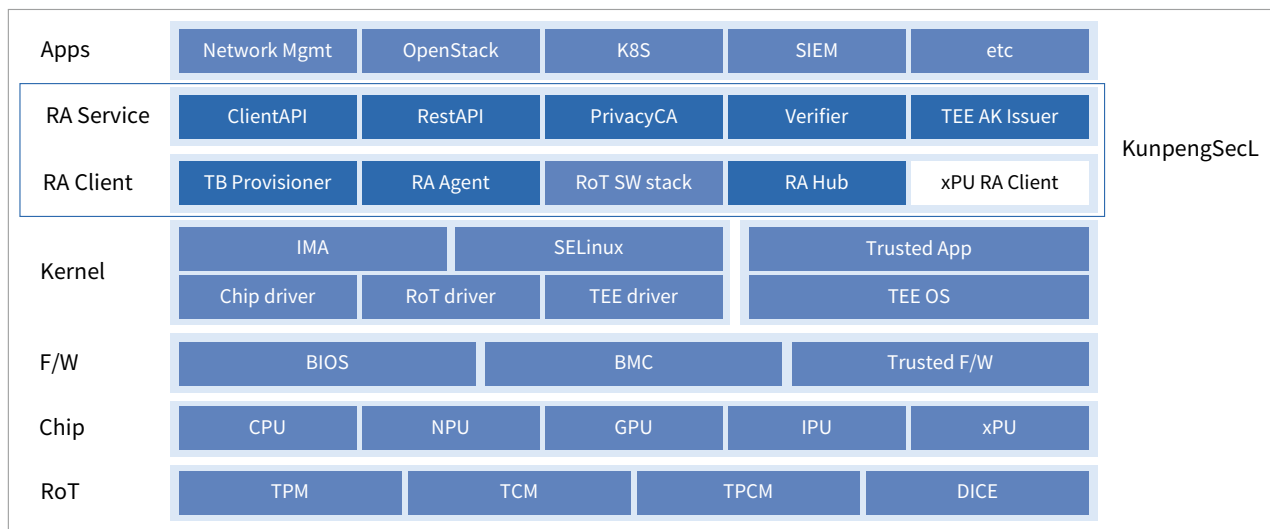 Apps
Network Mgmt OpenStack K8S SIEM etc
RA Service
ClientAPI RestAPI PrivacyCA Verifier TEE AK Issuer
KunpengSecL
RA Client
TB Provisioner RA Agent RoT SW stack RA Hub xPU RA Client
Kernel
IMA SELinux Trusted App
Chip driver RoT driver TEE driver TEE OS
F/W
BIOS BMC Trusted F/W
Chip
CPU NPU GPU IPU xPU
RoT
TPM TCM TPCM DICE